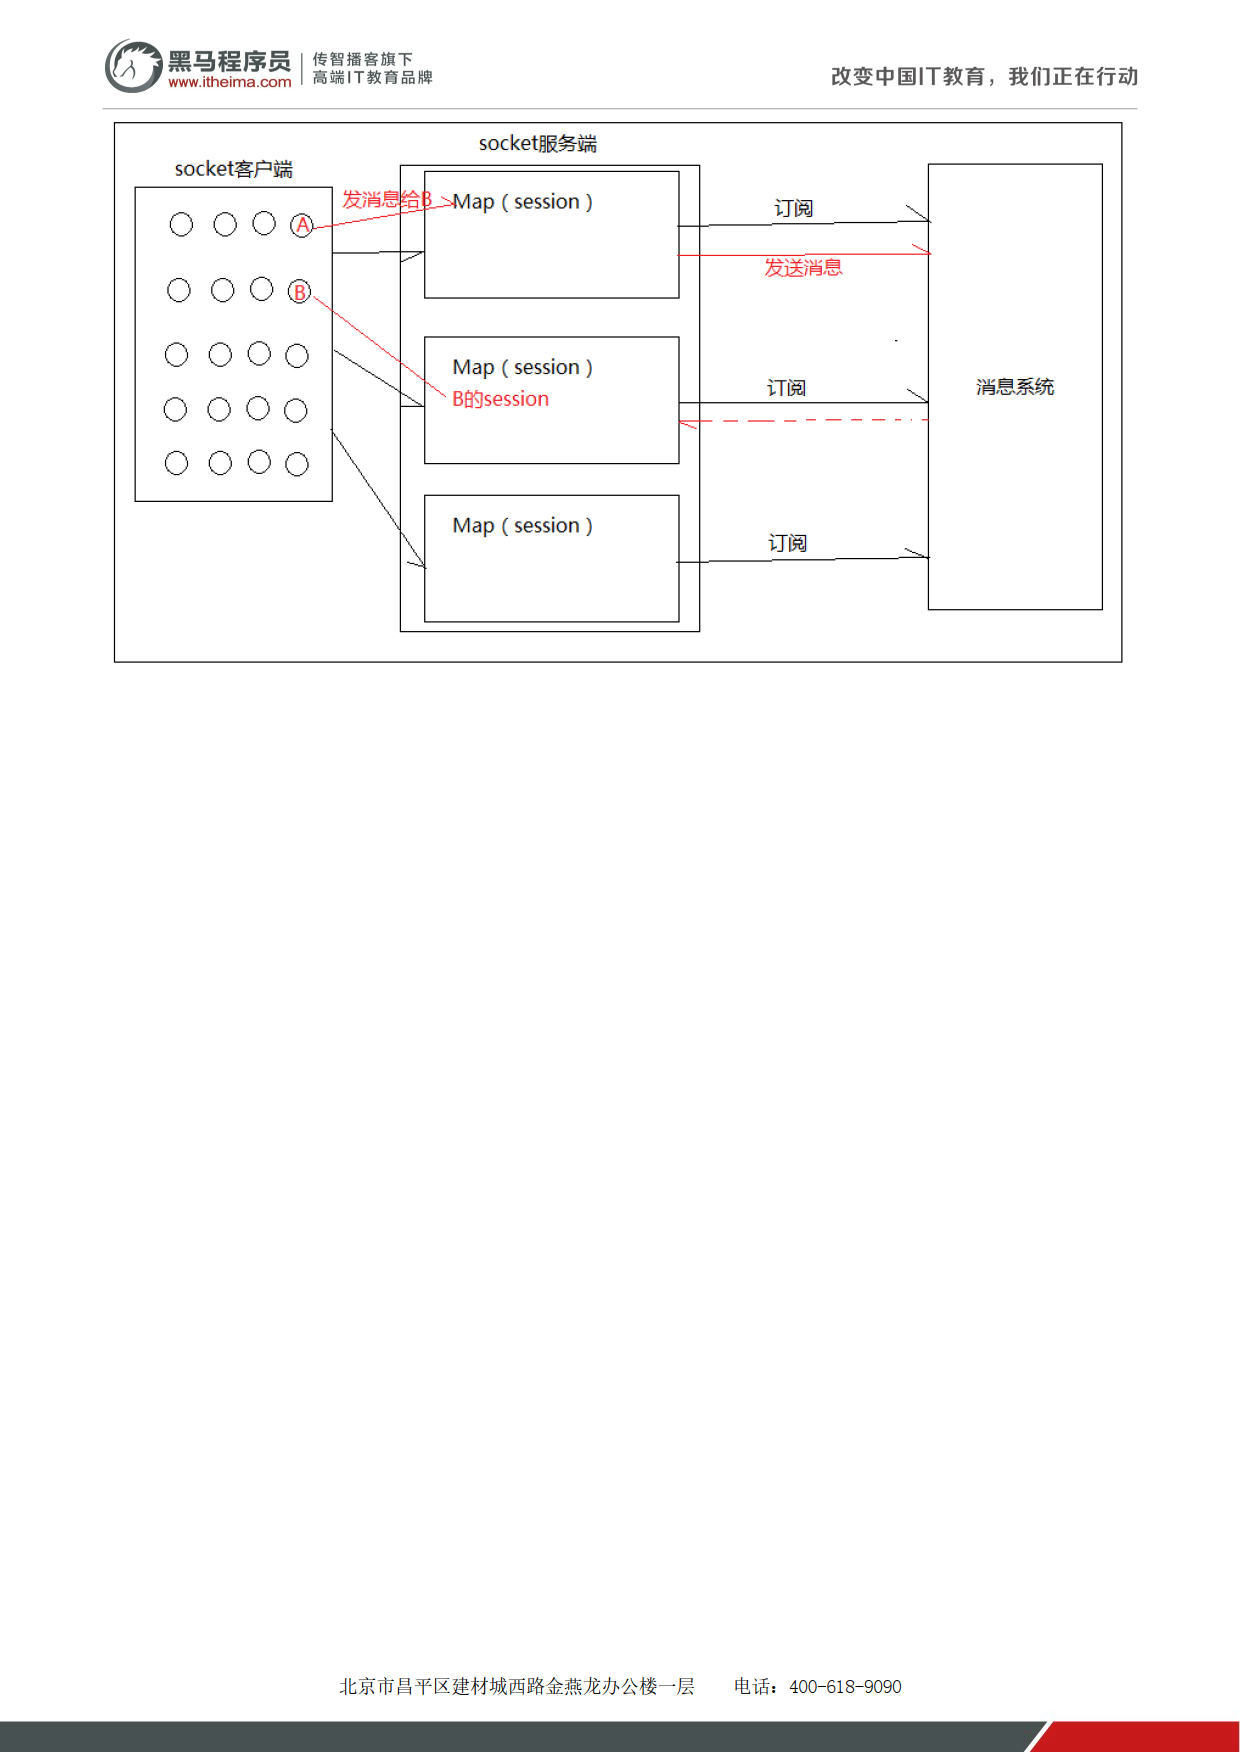 黑马程序员
www.itheima.com
传智播客旗下
高端IT教育品牌
改变中国IT教育，我们正在行动
socket服务端
socket客户端
发消息给B
Map（session）
订阅
A
发送消息
B
Map（session）
订阅
消息系统
B的session
Map（session）
订阅
北京市昌平区建材城西路金燕龙办公楼一层 电话：400-618-9090